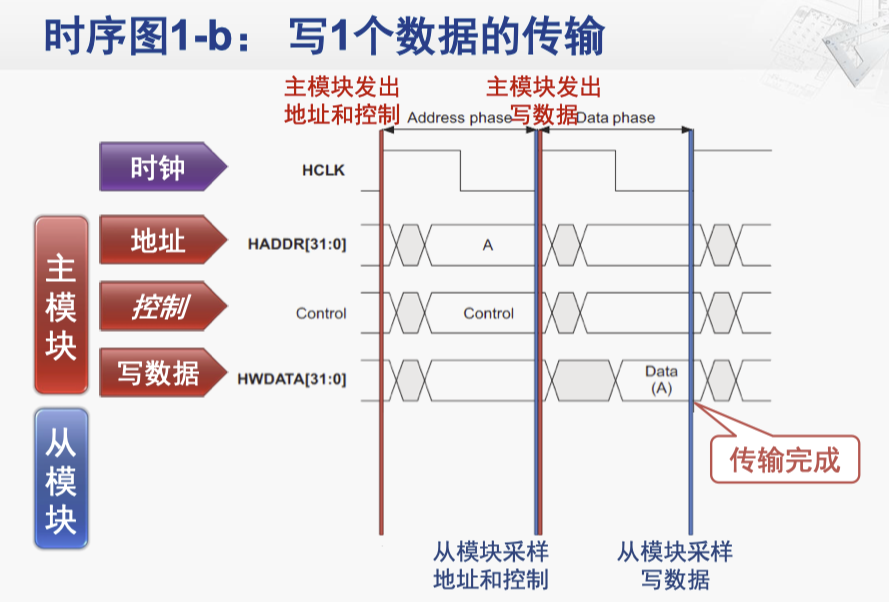 时序图1-b： 写1个数据的传输
主模块发出
地址和控制
主模块发出
写数据
Address phase
Data phase
时钟
HCLK
主模块
地址
HADDR[31:0]
A
控制
Control
Control
写数据
HWDATA[31:0]
Data
(A)
从模块
传输完成
从模块采样
地址和控制
从模块采样
写数据